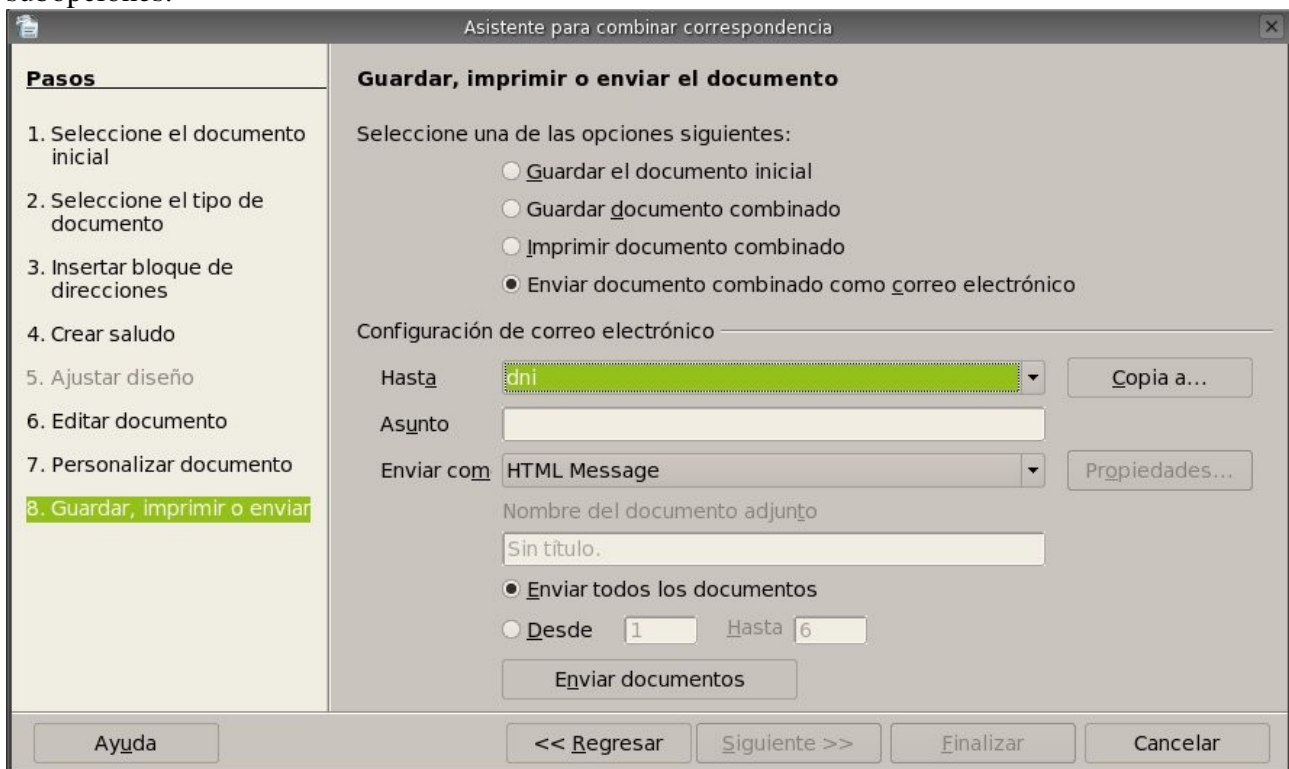 subopciones.
Asistente para combinar correspondencia
Pasos
1. Seleccione el documento
inicial
2. Seleccione el tipo de
documento
3. Insertar bloque de
direcciones
4. Crear saludo
5. Ajustar diseño
6. Editar documento
7. Personalizar documento
8. Guardar, imprimir o enviar
Guardar, imprimir o enviar el documento
Seleccione una de las opciones siguientes:
Guardar el documento inicial
Guardar documento combinado
Imprimir documento combinado
Enviar documento combinado como correo electrónico
Configuración de correo electrónico
Hasta dni Copia a...
Asunto
Enviar com HTML Message Propiedades...
Nombre del documento adjunto
Sin título.
Enviar todos los documentos
Desde 1 Hasta 6
Enviar documentos
Ayuda << Regresar Siguiente >> Finalizar Cancelar